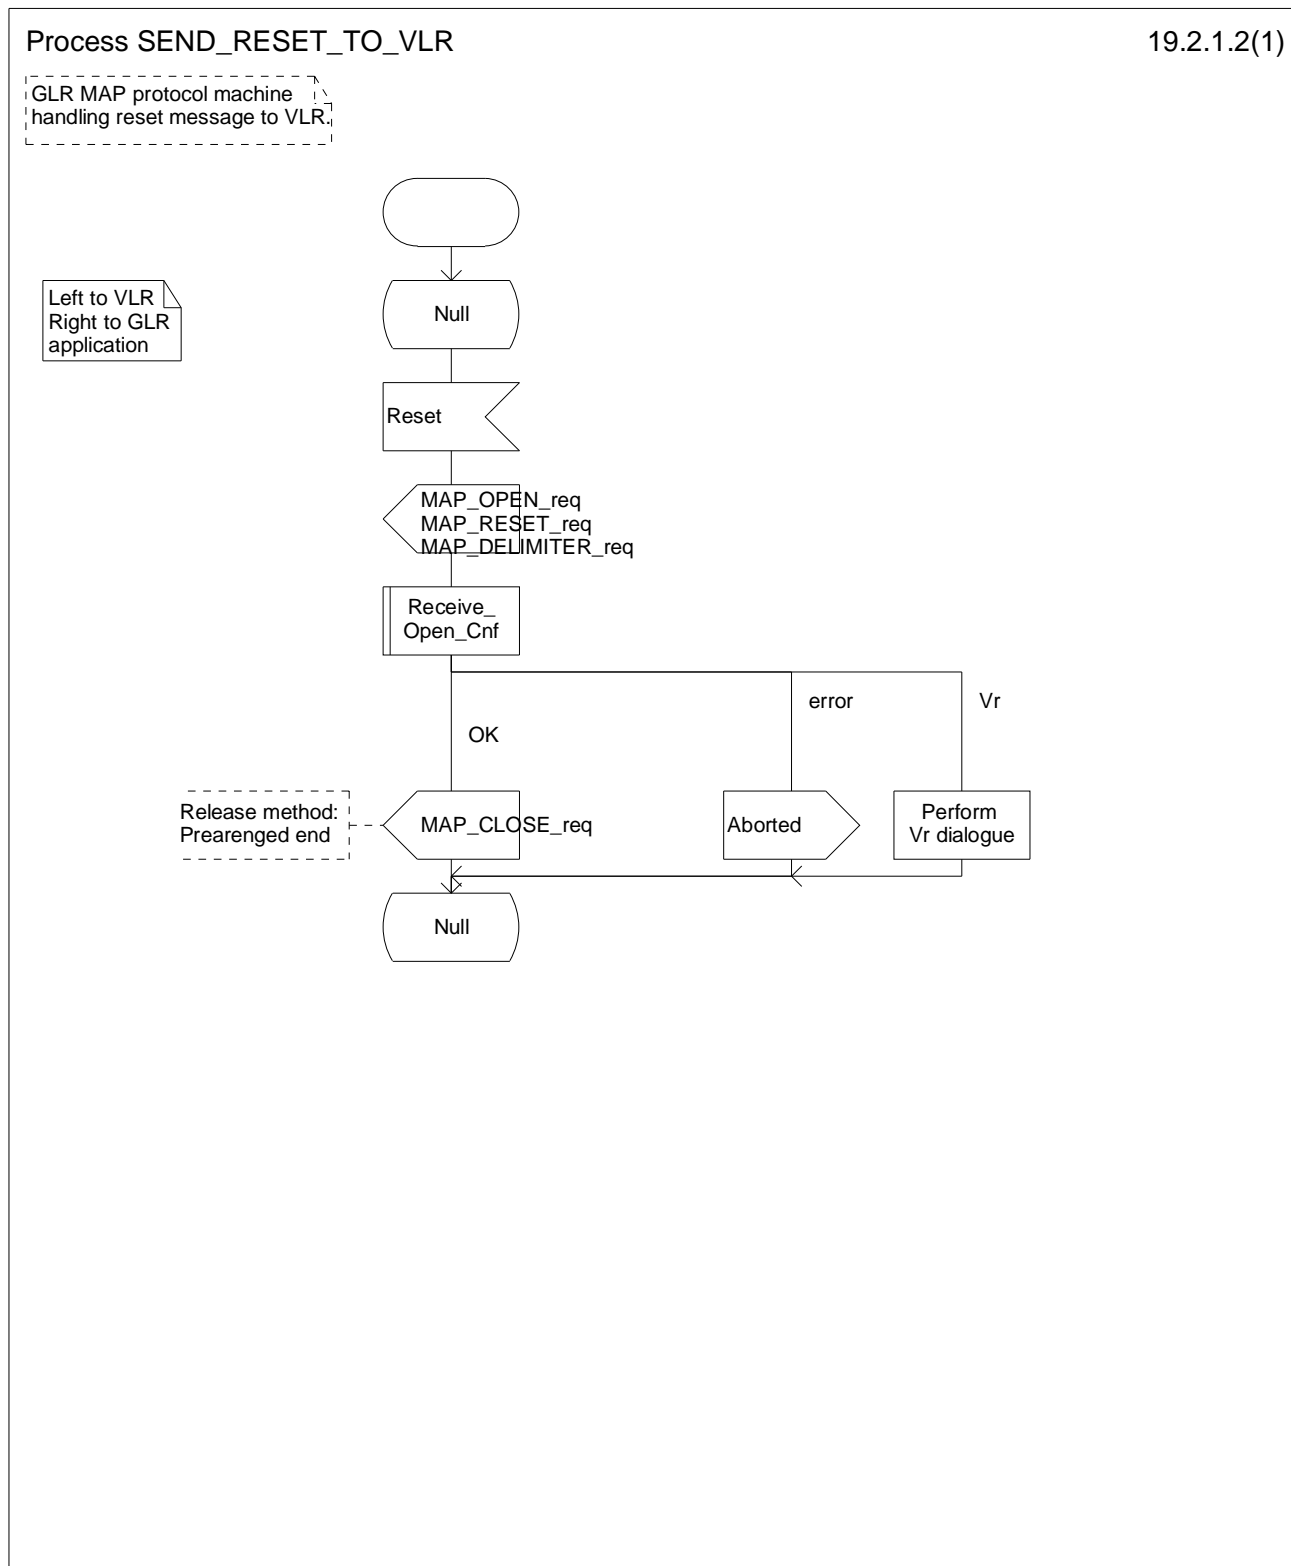 Process SEND_RESET_TO_VLR
19.2.1.2(1)
GLR MAP protocol machine
handling reset message to VLR.
Left to VLR
Right to GLR
application
Null
Reset
MAP_OPEN_req
MAP_RESET_req
MAP_DELIMITER_req
Receive_
Open_Cnf
error
Vr
OK
Release method:
Prearenged end
MAP_CLOSE_req
Aborted
Perform
Vr dialogue
Null